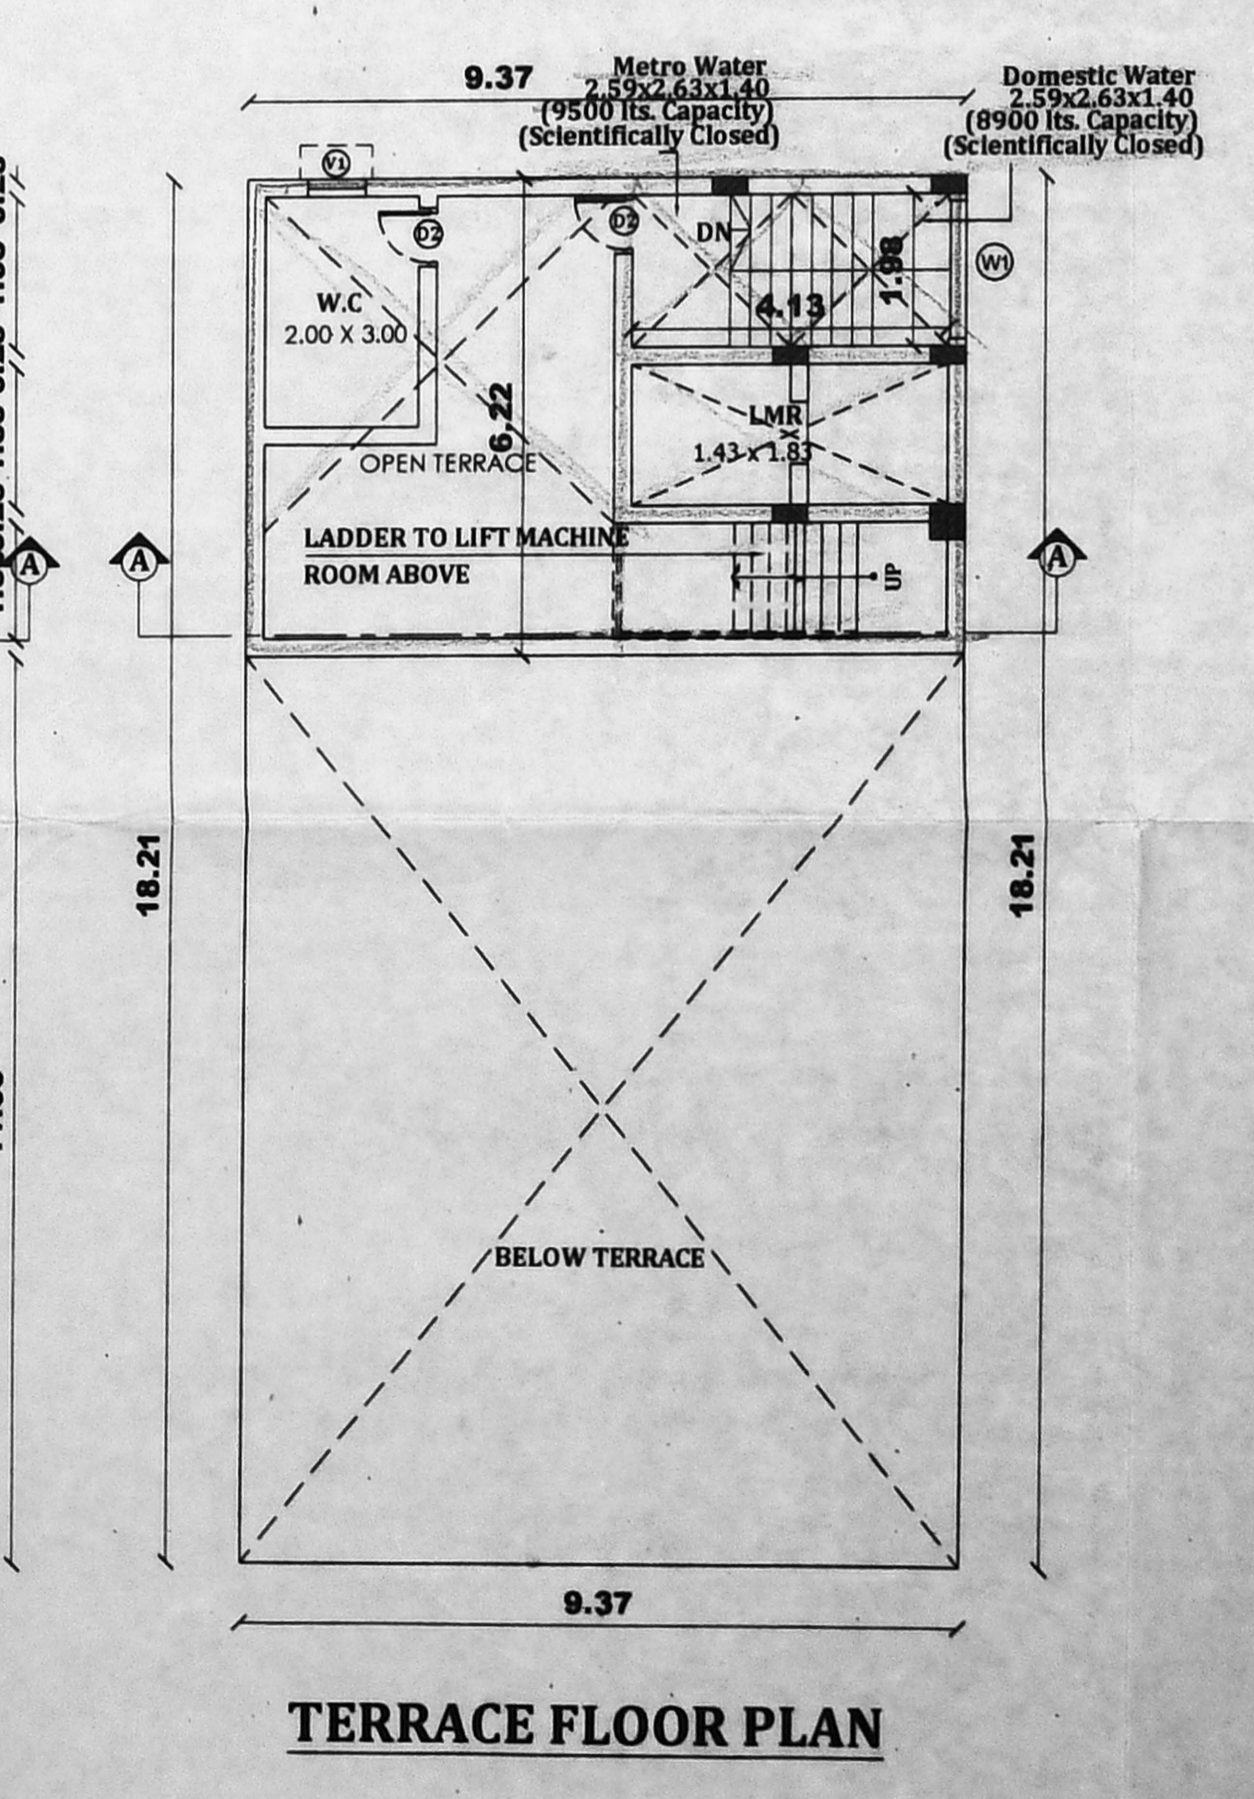 9.37
Metro Water
2.59x2.63x1.40
(9500 lts. Capacity)
(Scientifically Closed)
Domestic Water
2.59x2.63x1.40
(8900 lts. Capacity)
(Scientifically Closed)
V1
D2
D2
DN
1.98
W1
W.C
2.00 X 3.00
4.13
6.22
LMR
1.43 x 1.83
OPEN TERRACE
LADDER TO LIFT MACHINE
ROOM ABOVE
UP
A
A
A
18.21
18.21
BELOW TERRACE
9.37
TERRACE FLOOR PLAN